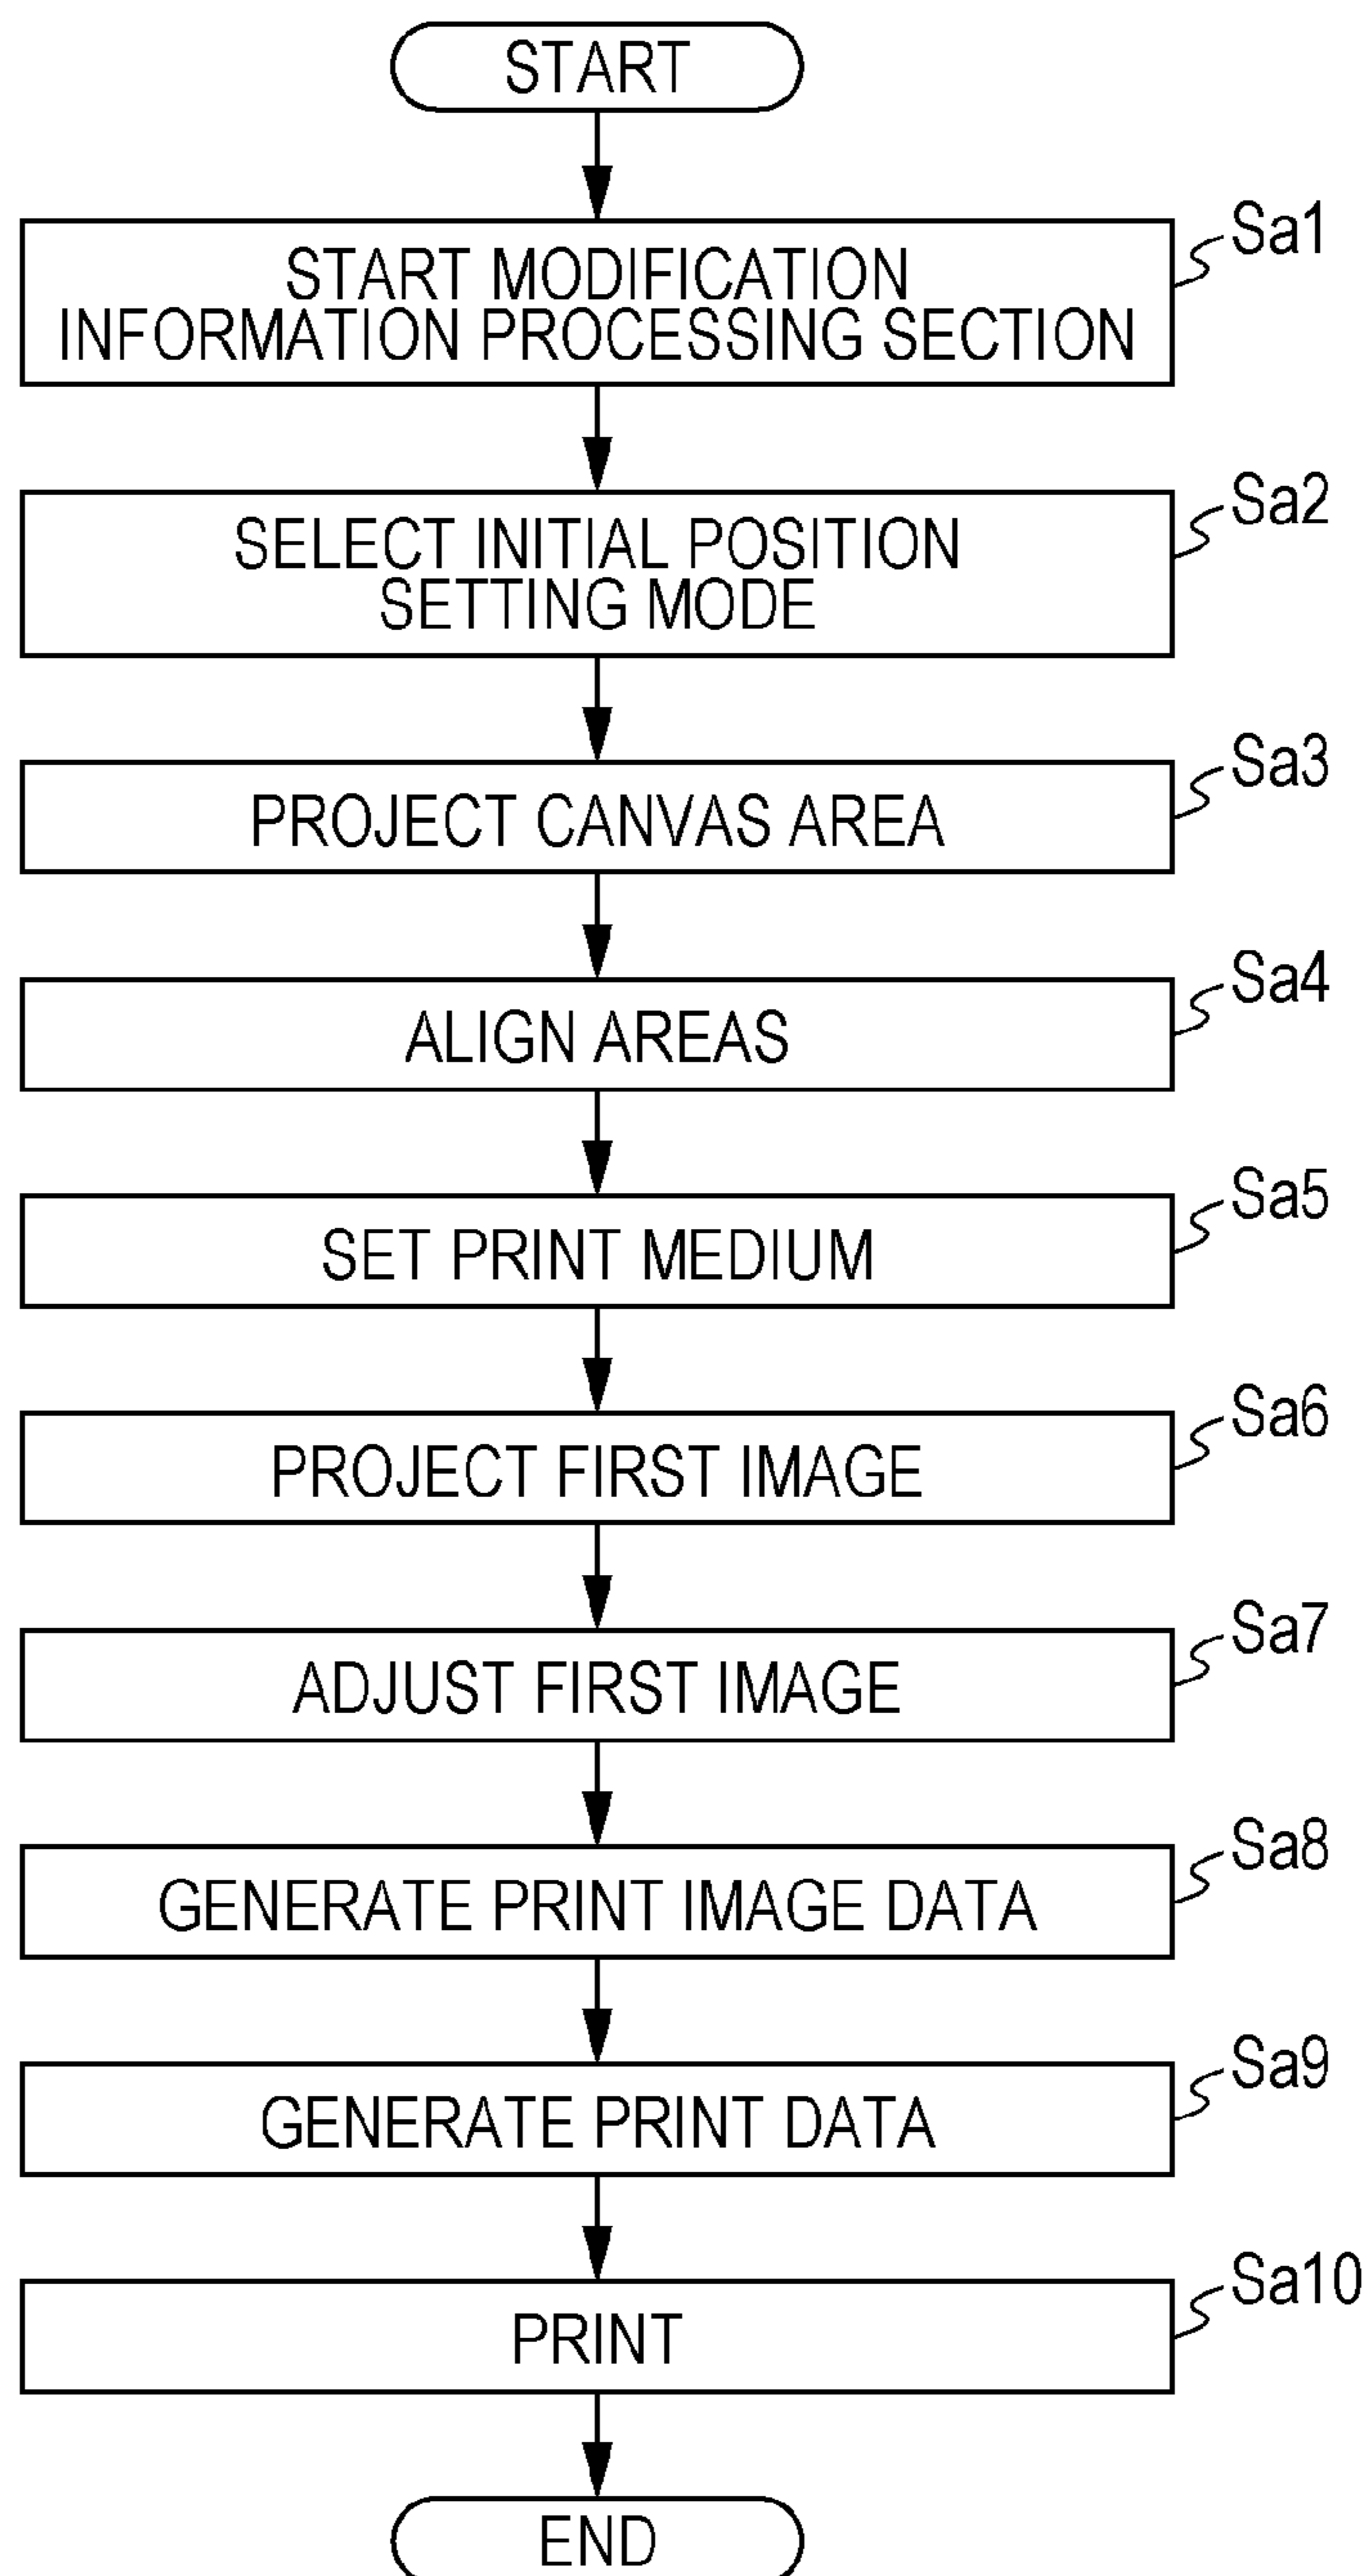 START
Sa1
START MODIFICATION
INFORMATION PROCESSING SECTION
Sa2
SELECT INITIAL POSITION
SETTING MODE
Sa3
PROJECT CANVAS AREA
Sa4
ALIGN AREAS
Sa5
SET PRINT MEDIUM
Sa6
PROJECT FIRST IMAGE
Sa7
ADJUST FIRST IMAGE
Sa8
GENERATE PRINT IMAGE DATA
Sa9
GENERATE PRINT DATA
Sa10
PRINT
END